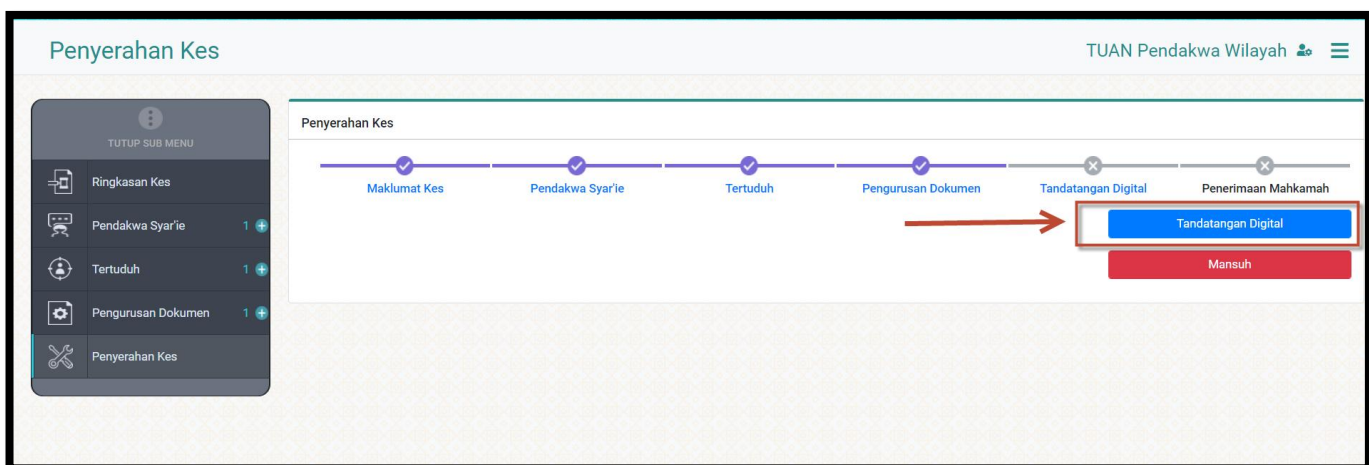 Penyerahan Kes
TUAN Pendakwa Wilayah
TUTUP SUB MENU
Ringkasan Kes
Pendakwa Syar'ie 1
Tertuduh 1
Pengurusan Dokumen 1
Penyerahan Kes
Penyerahan Kes
Maklumat Kes Pendakwa Syar'ie Tertuduh Pengurusan Dokumen Tandatangan Digital Penerimaan Mahkamah
Tandatangan Digital
Mansuh